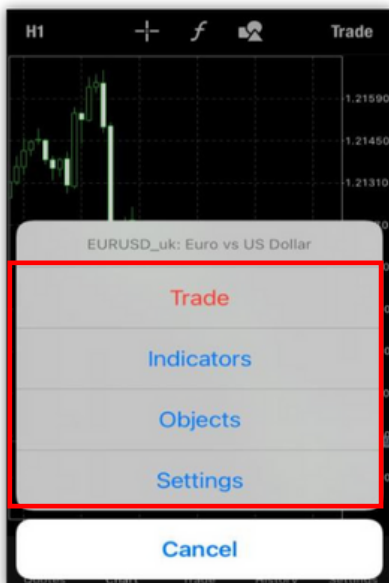 H1 f Trade
1.21590
1.21450
1.21310
EURUSD_uk: Euro vs US Dollar
Trade
Indicators
Objects
Settings
Cancel